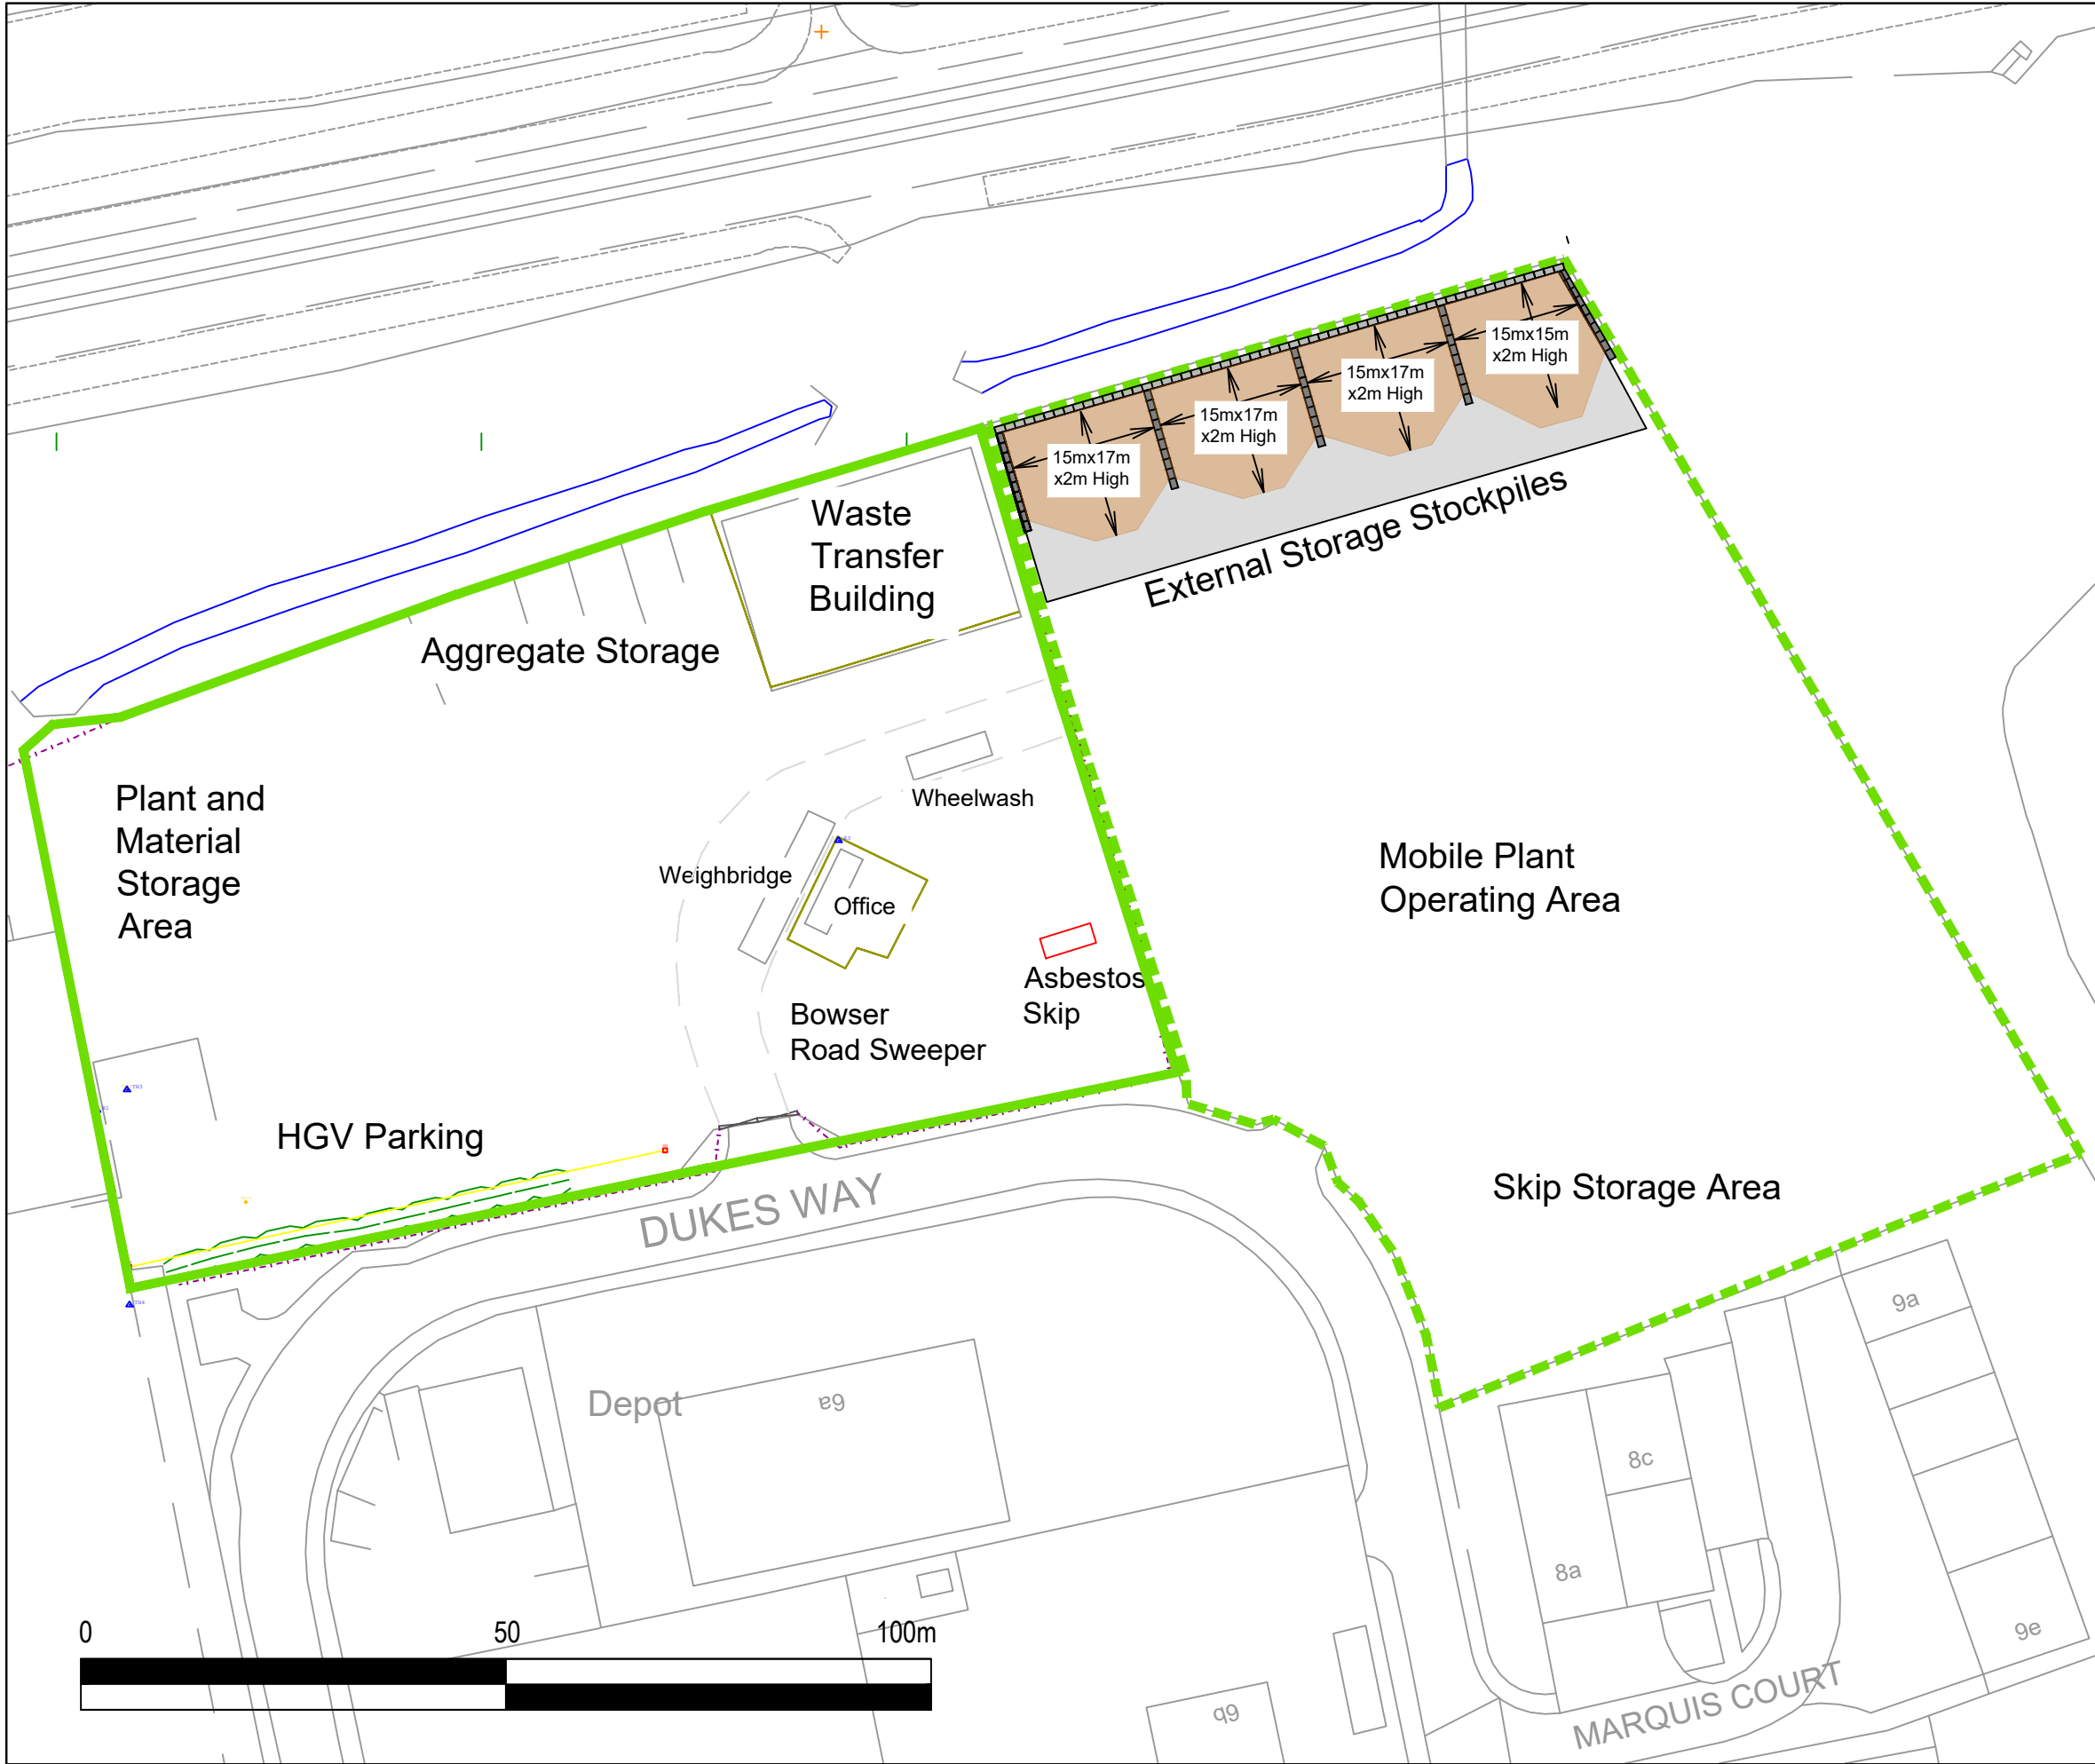 15mx15m
x2m High
15mx17m
x2m High
15mx17m
x2m High
15mx17m
x2m High
External Storage Stockpiles
Waste
Transfer
Building
Aggregate Storage
Plant and
Material
Storage
Area
Wheelwash
Weighbridge
Office
Mobile Plant
Operating Area
Asbestos
Skip
Bowser
Road Sweeper
HGV Parking
Skip Storage Area
DUKES WAY
Depot
6a
9a
8c
8a
9e
6b
MARQUIS COURT
0 50 100m